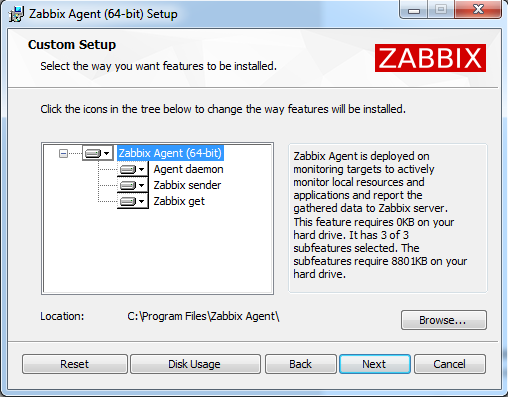 Zabbix Agent (64-bit) Setup
Custom Setup
Select the way you want features to be installed.
ZABBIX
Click the icons in the tree below to change the way features will be installed.
Zabbix Agent (64-bit)
Agent daemon
Zabbix sender
Zabbix get
Zabbix Agent is deployed on
monitoring targets to actively
monitor local resources and
applications and report the
gathered data to Zabbix server.
This feature requires 0KB on your
hard drive. It has 3 of 3
subfeatures selected. The
subfeatures require 8801KB on your
hard drive.
Location: C:\Program Files\Zabbix Agent\
Browse...
Reset Disk Usage Back Next Cancel